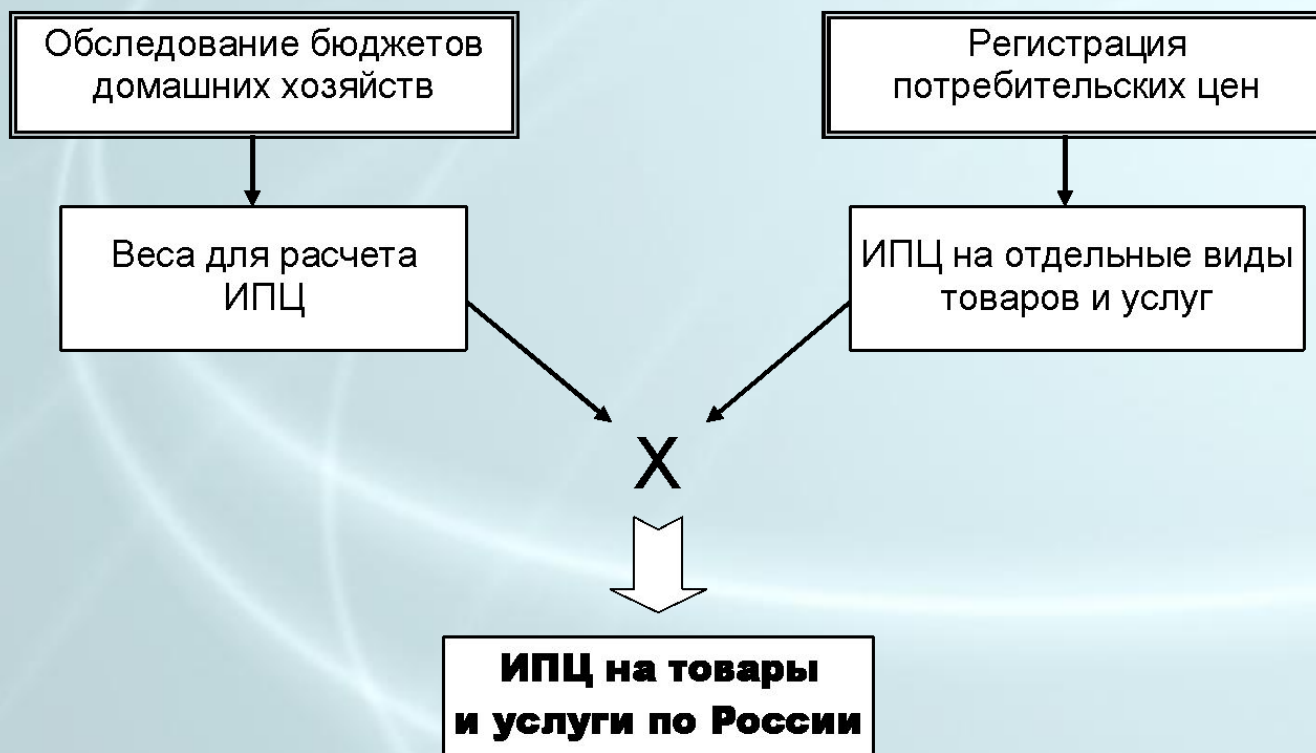 Обследование бюджетов
домашних хозяйств
Регистрация
потребительских цен
Веса для расчета
ИПЦ
ИПЦ на отдельные виды
товаров и услуг
X
ИПЦ на товары
и услуги по России